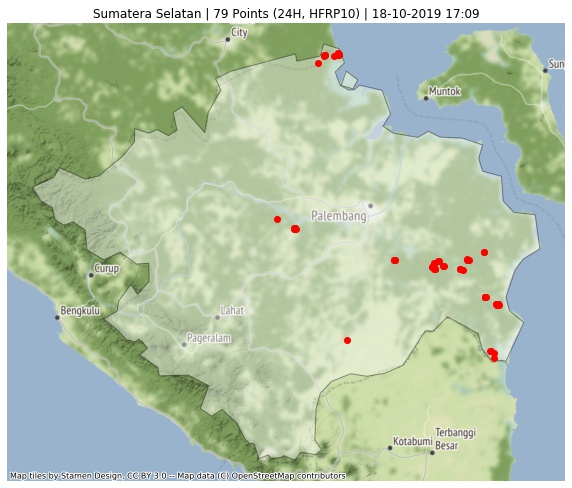 Sumatera Selatan | 79 Points (24H, HFRP10) | 18-10-2019 17:09
City
Sun
Muntok
Palembang
Curup
Bengkulu
Lahat
Pageralam
Kotabumi
Terbanggi
Besar
Map tiles by Stamen Design, CC BY 3.0 -- Map data (C) OpenStreetMap contributors